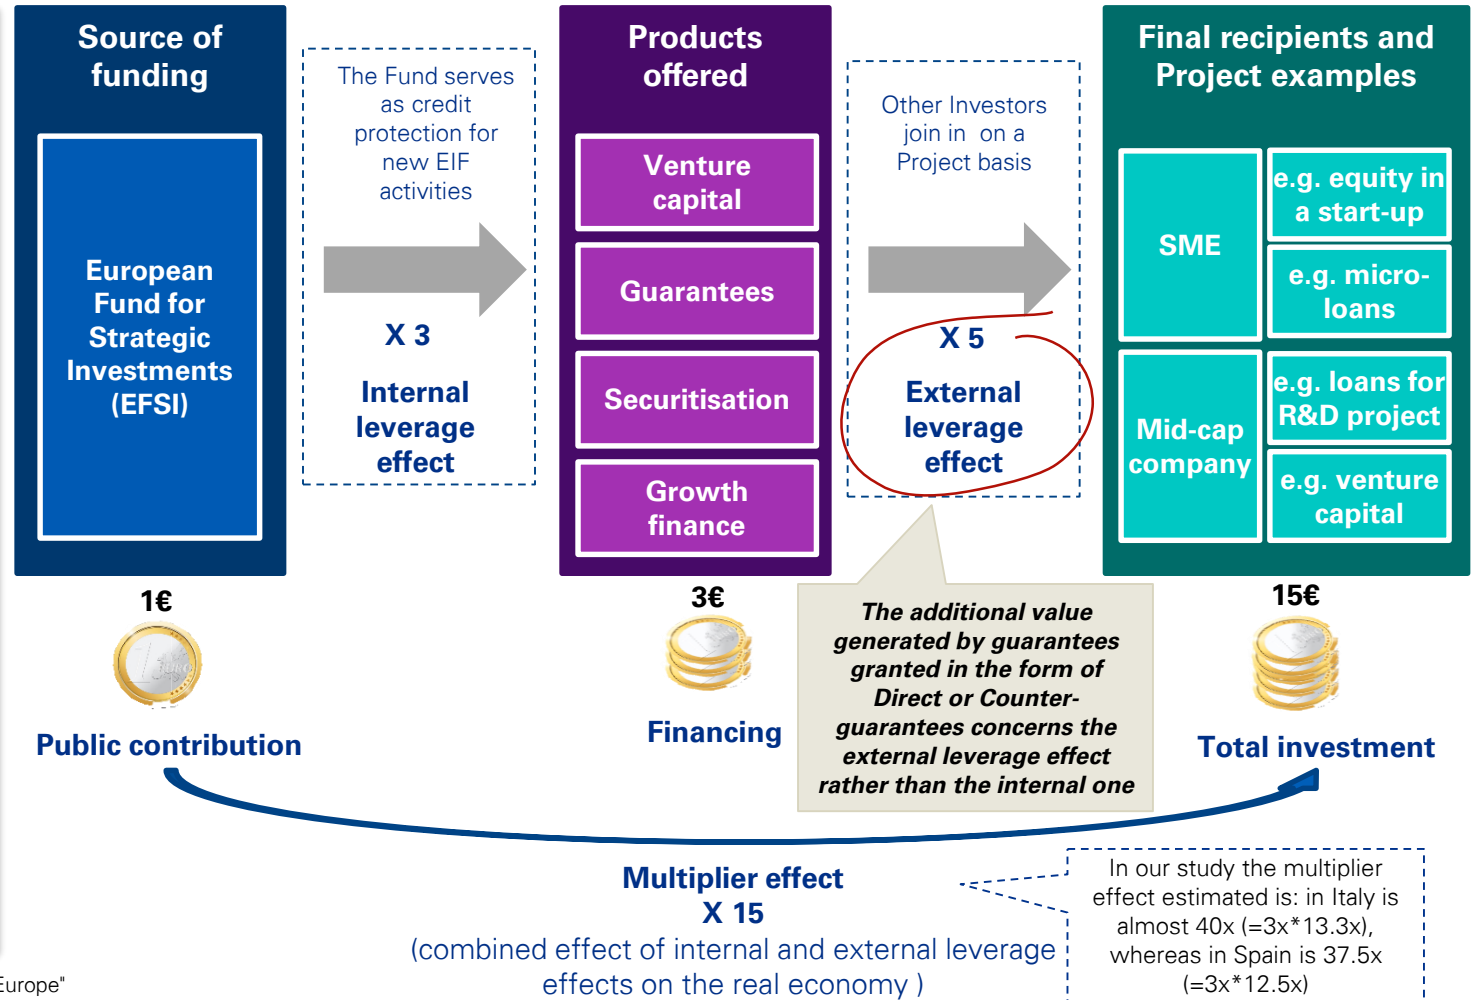 Source of
funding
European
Fund for
Strategic
Investments
(EFSI)
The Fund serves
as credit
protection for
new EIF
activities
X 3
Internal
leverage
effect
Products
offered
Venture
capital
Guarantees
Securitisation
Growth
finance
Other Investors
join in on a
Project basis
X 5
External
leverage
effect
Final recipients and
Project examples
SME
e.g. equity in
a start-up
e.g. micro-
loans
Mid-cap
company
e.g. loans for
R&D project
e.g. venture
capital
1€
Public contribution
3€
Financing
The additional value
generated by guarantees
granted in the form of
Direct or Counter-
guarantees concerns the
external leverage effect
rather than the internal one
15€
Total investment
Multiplier effect
X 15
(combined effect of internal and external leverage
effects on the real economy )
In our study the multiplier
effect estimated is: in Italy is
almost 40x (=3x*13.3x),
whereas in Spain is 37.5x
(=3x*12.5x)
Europe"